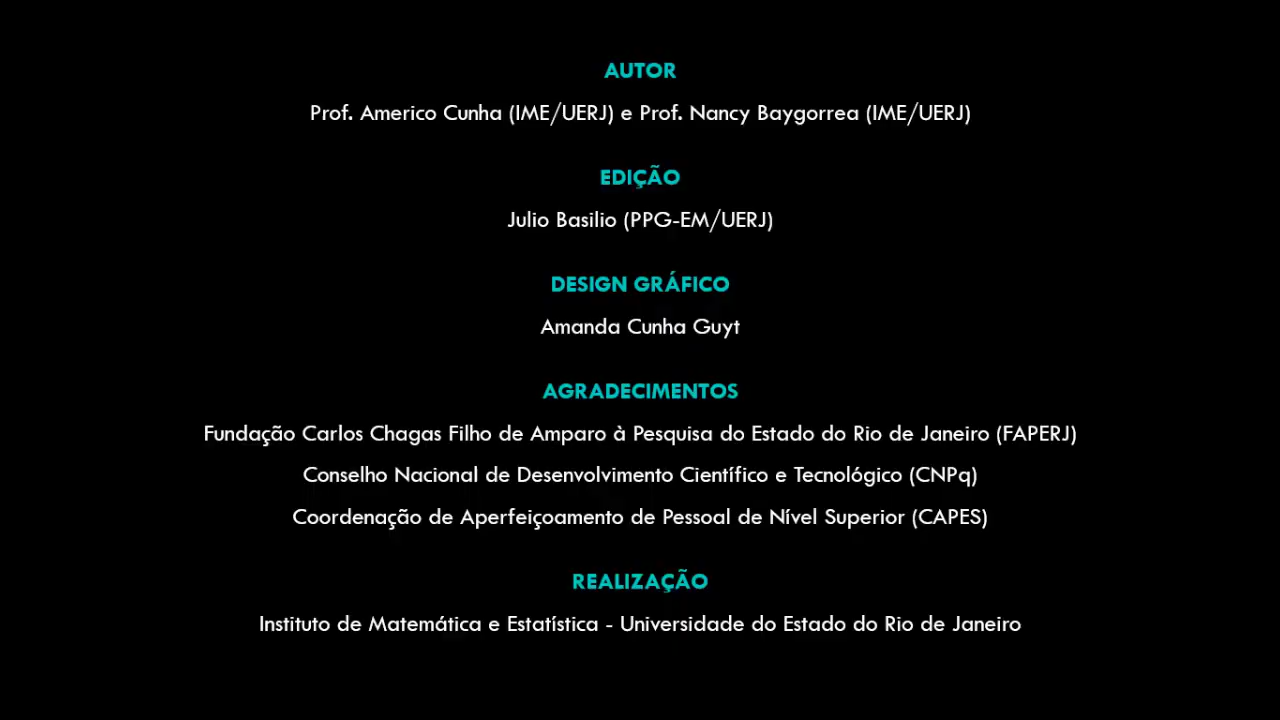 AUTOR
Prof. Americo Cunha (IME/UERJ) e Prof. Nancy Baygorrea (IME/UERJ)
EDIÇÃO
Julio Basilio (PPG-EM/UERJ)
DESIGN GRÁFICO
Amanda Cunha Guyt
AGRADECIMENTOS
Fundação Carlos Chagas Filho de Amparo à Pesquisa do Estado do Rio de Janeiro (FAPERJ)
Conselho Nacional de Desenvolvimento Científico e Tecnológico (CNPq)
Coordenação de Aperfeiçoamento de Pessoal de Nível Superior (CAPES)
REALIZAÇÃO
Instituto de Matemática e Estatística - Universidade do Estado do Rio de Janeiro